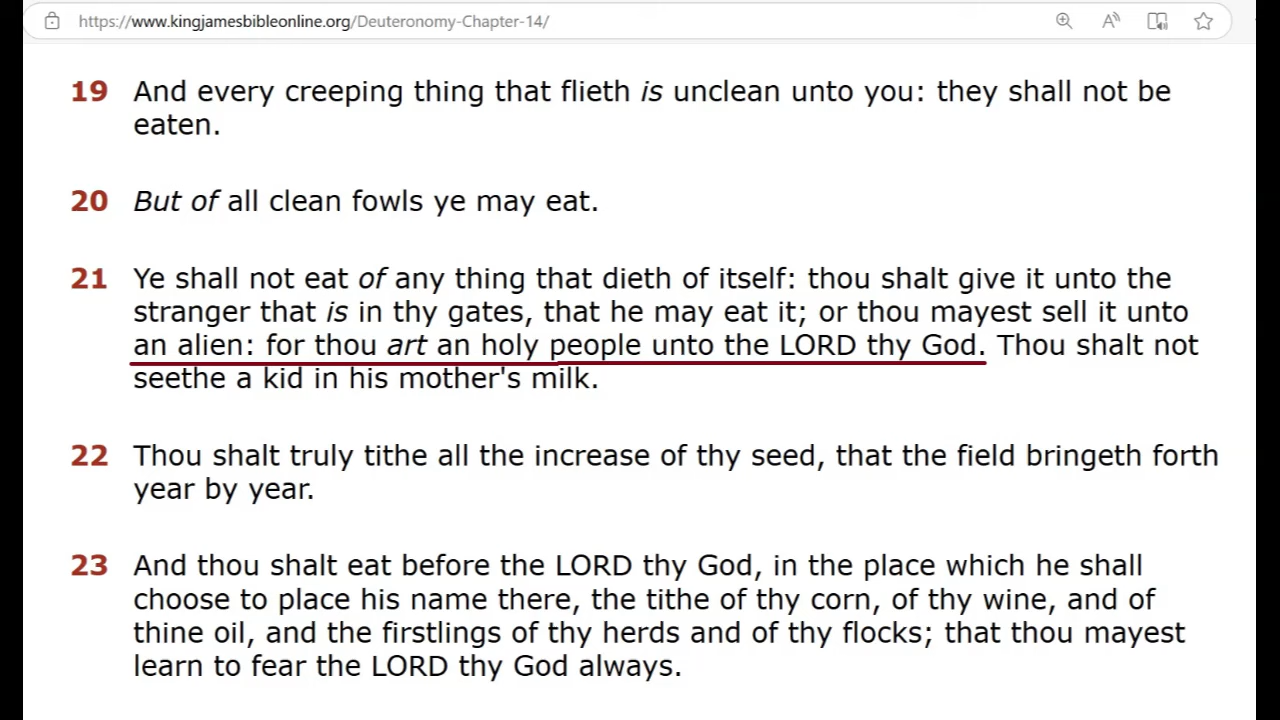 https://www.kingjamesbibleonline.org/Deuteronomy-Chapter-14/
19 And every creeping thing that flieth is unclean unto you: they shall not be
eaten.
20 But of all clean fowls ye may eat.
21 Ye shall not eat of any thing that dieth of itself: thou shalt give it unto the
stranger that is in thy gates, that he may eat it; or thou mayest sell it unto
an alien: for thou art an holy people unto the LORD thy God. Thou shalt not
seethe a kid in his mother's milk.
22 Thou shalt truly tithe all the increase of thy seed, that the field bringeth forth
year by year.
23 And thou shalt eat before the LORD thy God, in the place which he shall
choose to place his name there, the tithe of thy corn, of thy wine, and of
thine oil, and the firstlings of thy herds and of thy flocks; that thou mayest
learn to fear the LORD thy God always.